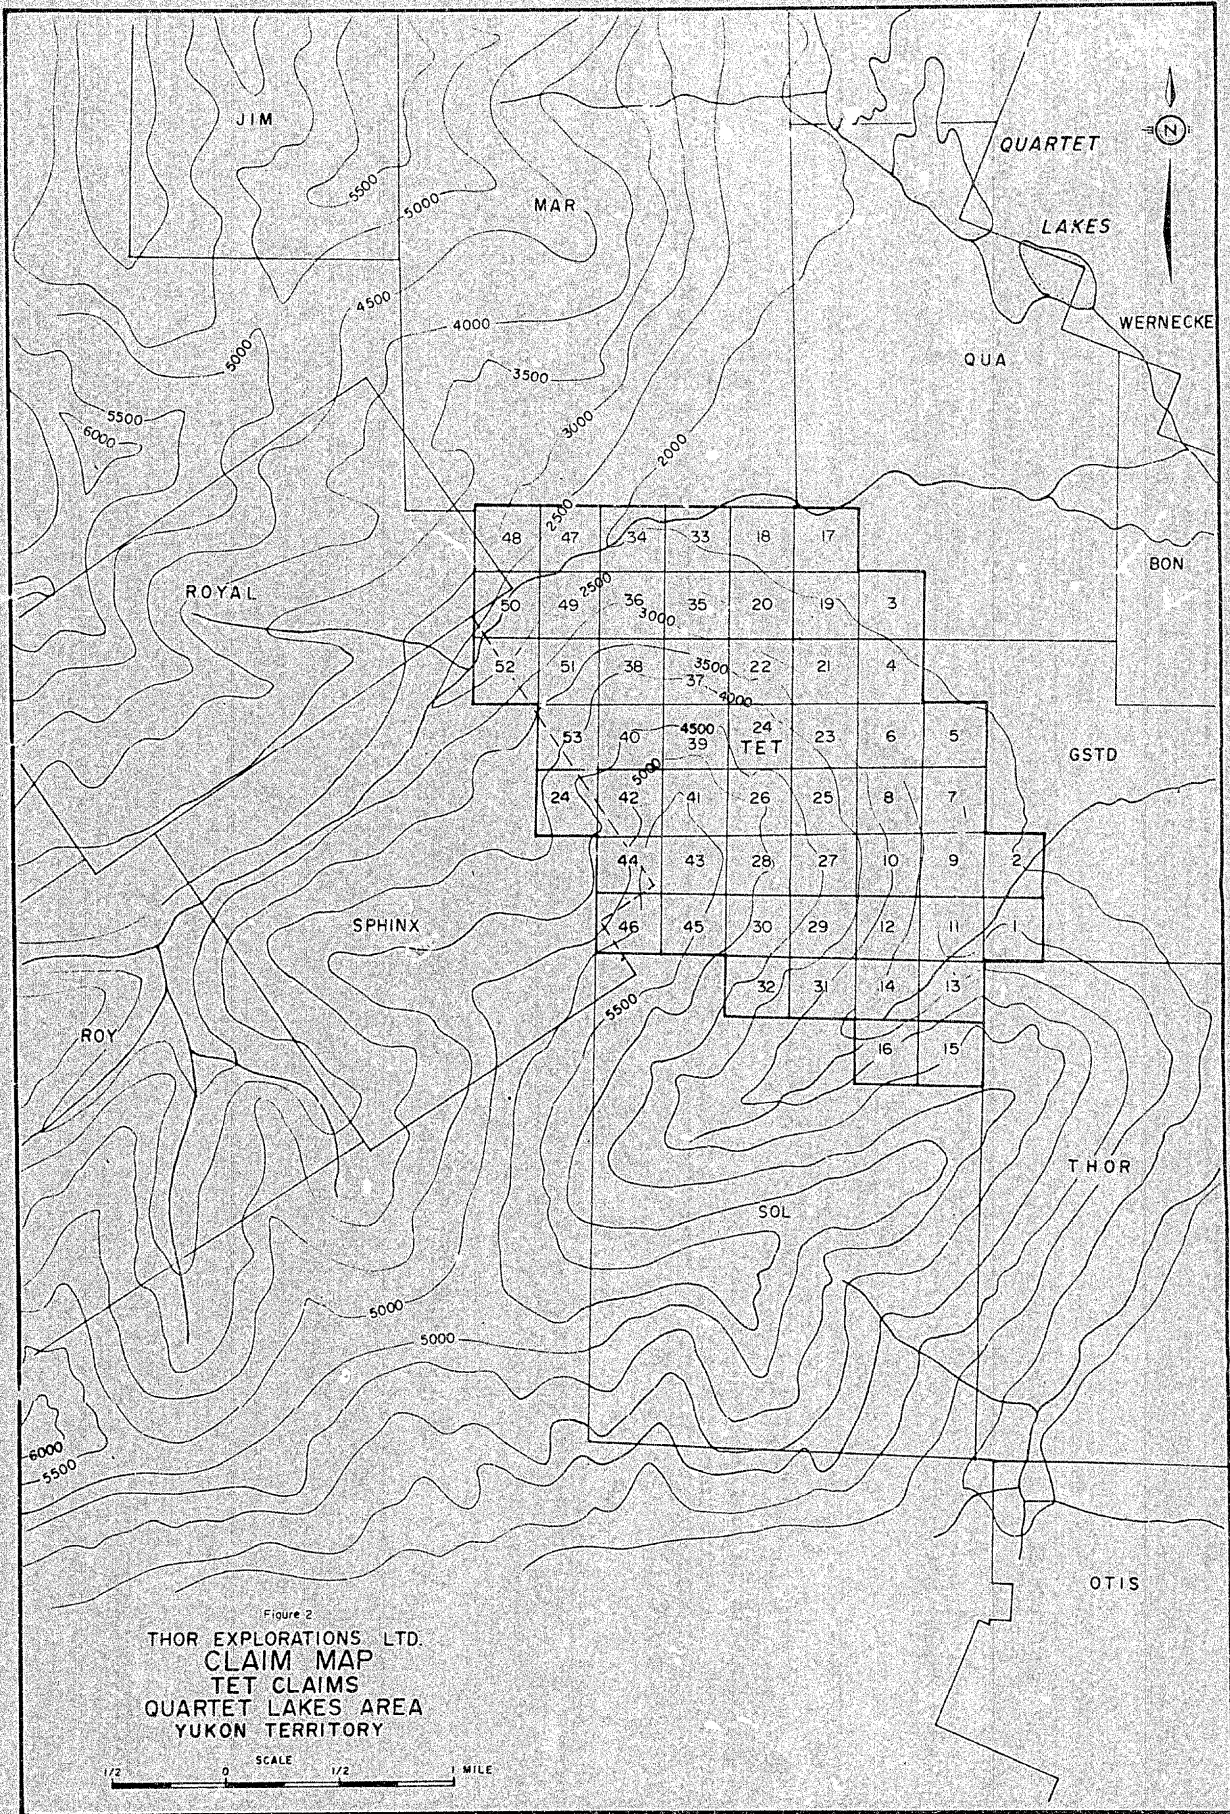 JIM
N
QUARTET
5500
5000
MAR
LAKES
4500
4000
WERNECKE
5000
QUA
3500
5500
6000
3000
2000
2500
48 47 34 33 18 17
BON
2500
ROYAL
50 49 36 35 20 19 3
3000
52 51 38 3500 22 21 4
37
4000
53 40 4500 24 23 6 5
39 TET
GSTD
5000
24 42 41 26 25 8 7
44 43 28 27 10 9 2
SPHINX
46 45 30 29 12 11 1
32 31 14 13
5500
ROY
16 15
THOR
SOL
5000
5000
6000
5500
OTIS
Figure 2
THOR EXPLORATIONS LTD.
CLAIM MAP
TET CLAIMS
QUARTET LAKES AREA
YUKON TERRITORY
SCALE
1/2 0 1/2 1 MILE